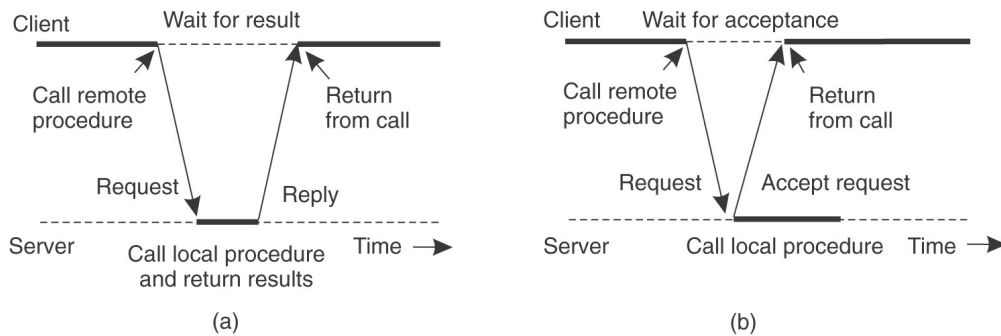 Client
Wait for result
Call remote
procedure
Return
from call
Request
Reply
Server
Call local procedure
and return results
Time
(a)
Client
Wait for acceptance
Call remote
procedure
Return
from call
Request
Accept request
Server
Call local procedure
Time
(b)